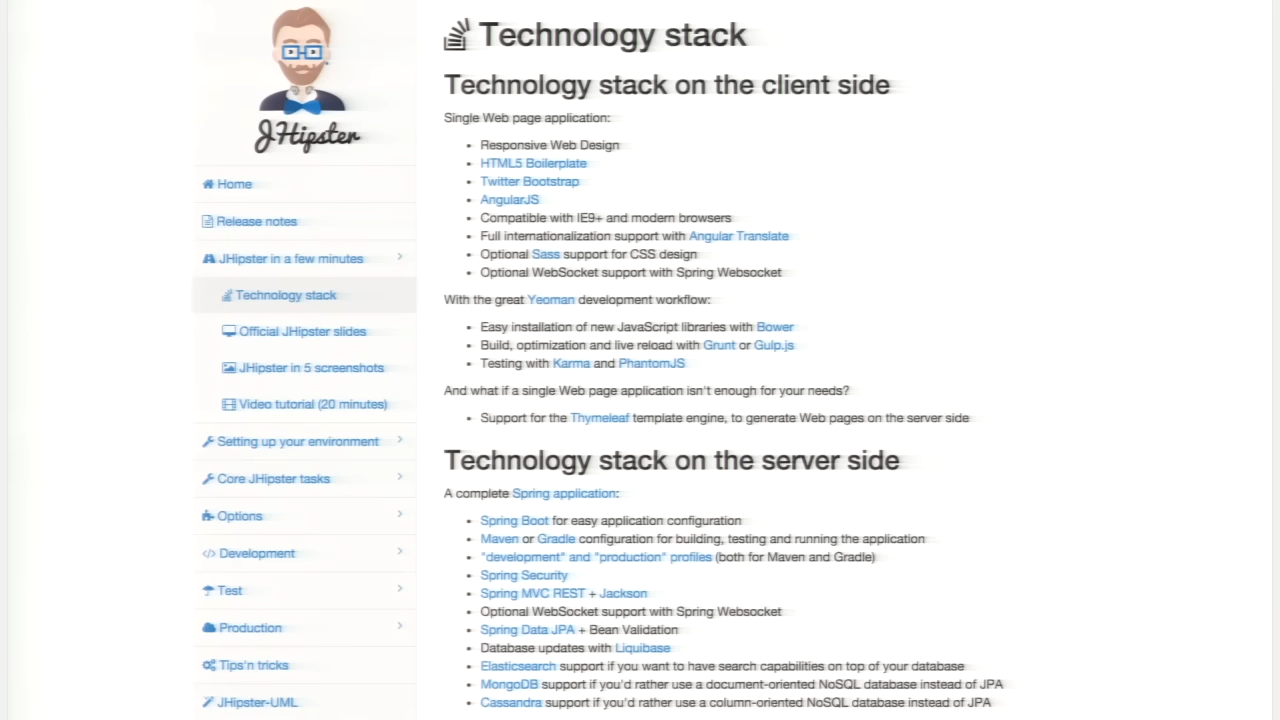 JHipster
Home
Release notes
JHipster in a few minutes
Technology stack
Official JHipster slides
JHipster in 5 screenshots
Video tutorial (20 minutes)
Setting up your environment
Core JHipster tasks
Options
Development
Test
Production
Tips'n tricks
JHipster-UML
Technology stack
Technology stack on the client side
Single Web page application:
• Responsive Web Design
• HTML5 Boilerplate
• Twitter Bootstrap
• AngularJS
• Compatible with IE9+ and modern browsers
• Full internationalization support with Angular Translate
• Optional Sass support for CSS design
• Optional WebSocket support with Spring Websocket
With the great Yeoman development workflow:
• Easy installation of new JavaScript libraries with Bower
• Build, optimization and live reload with Grunt or Gulp.js
• Testing with Karma and PhantomJS
And what if a single Web page application isn't enough for your needs?
• Support for the Thymeleaf template engine, to generate Web pages on the server side
Technology stack on the server side
A complete Spring application:
• Spring Boot for easy application configuration
• Maven or Gradle configuration for building, testing and running the application
• "development" and "production" profiles (both for Maven and Gradle)
• Spring Security
• Spring MVC REST + Jackson
• Optional WebSocket support with Spring Websocket
• Spring Data JPA + Bean Validation
• Database updates with Liquibase
• Elasticsearch support if you want to have search capabilities on top of your database
• MongoDB support if you'd rather use a document-oriented NoSQL database instead of JPA
• Cassandra support if you'd rather use a column-oriented NoSQL database instead of JPA